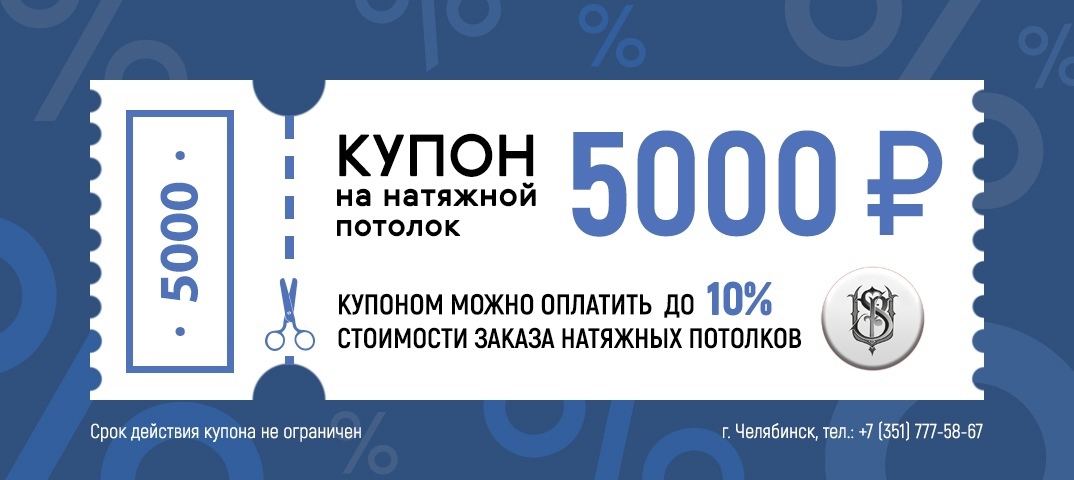 • 5000 •
КУПОН
на натяжной
потолок
5000 ₽
КУПОНОМ МОЖНО ОПЛАТИТЬ ДО 10%
СТОИМОСТИ ЗАКАЗА НАТЯЖНЫХ ПОТОЛКОВ
Срок действия купона не ограничен
г. Челябинск, тел.: +7 (351) 777-58-67